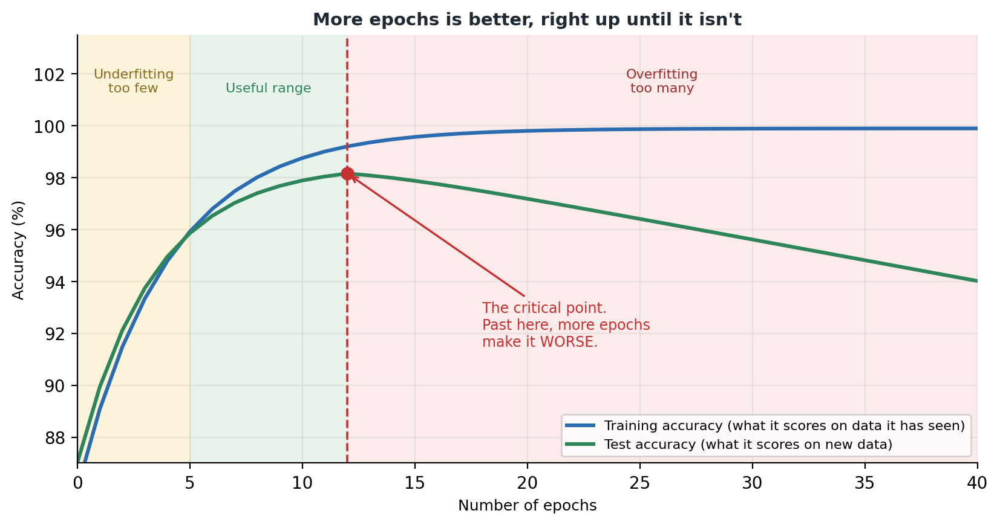 More epochs is better, right up until it isn't
Underfitting
too few
Useful range
Overfitting
too many
102
100
98
96
94
92
90
88
Accuracy (%)
The critical point.
Past here, more epochs
make it WORSE.
Training accuracy (what it scores on data it has seen)
Test accuracy (what it scores on new data)
0
5
10
15
20
25
30
35
40
Number of epochs